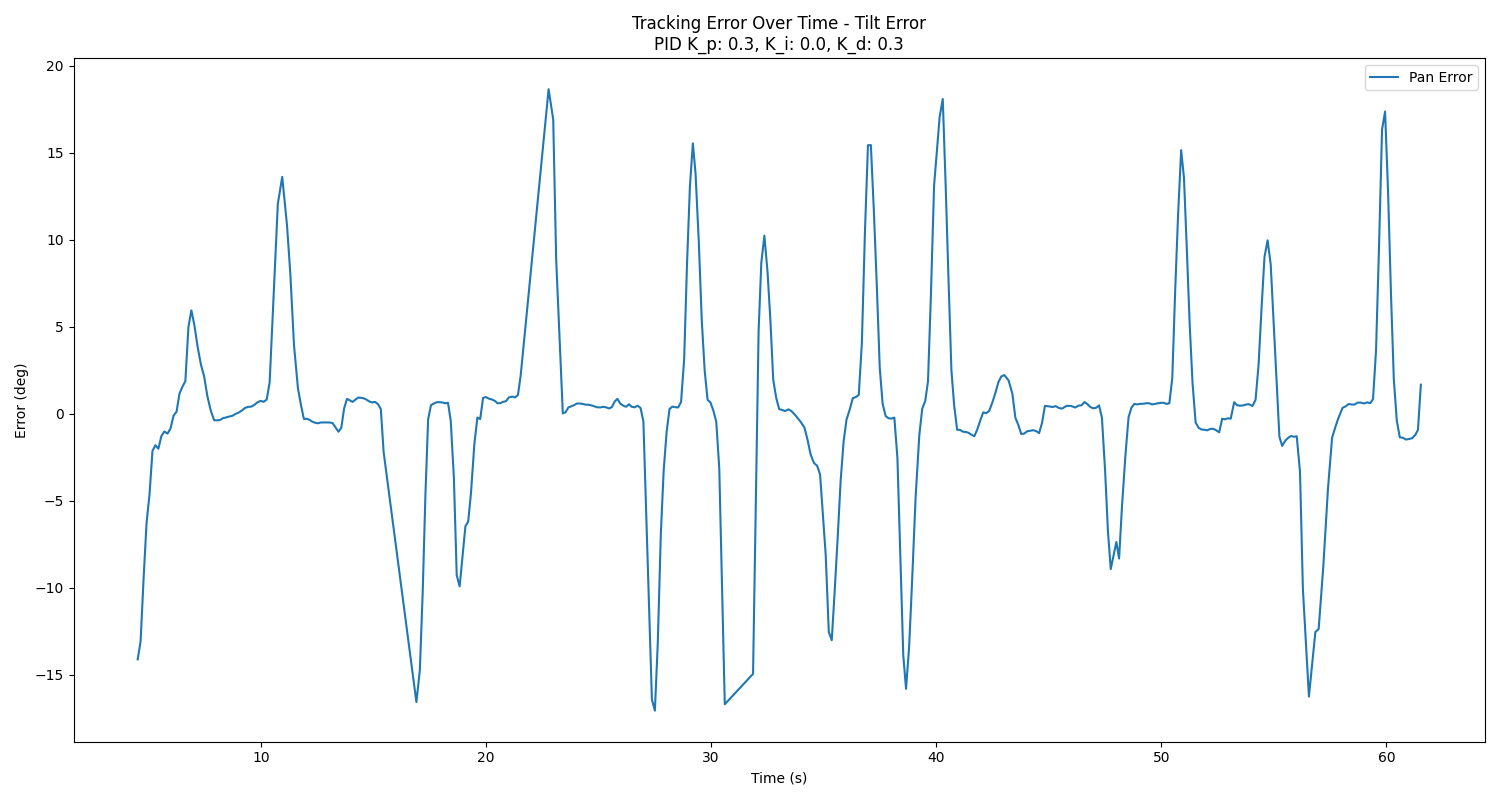 Tracking Error Over Time - Tilt Error
PID K_p: 0.3, K_i: 0.0, K_d: 0.3
Pan Error
20
15
10
5
0
−5
−10
−15
Error (deg)
10
20
30
40
50
60
Time (s)